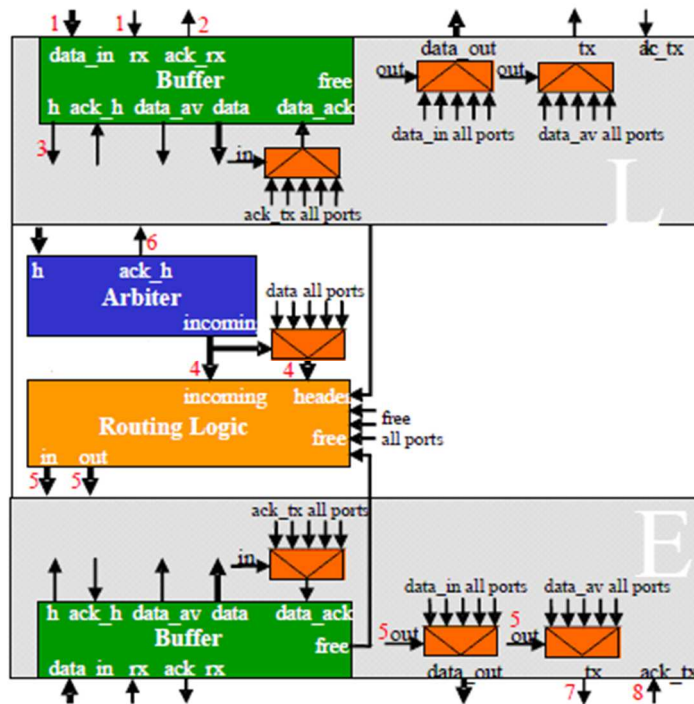 1 1 2
data_in rx ack_rx data_out tx ac_tx
Buffer
free out out
h ack_h data_av data data_ack
data_in all ports data_av all ports
3
in
ack_tx all ports
L
6
h ack_h
Arbiter
data all ports
incoming
4 4
incoming header
Routing Logic
free
free
all ports
in out
5 5
ack_tx all ports
E
in
data_in all ports data_av all ports
h ack_h data_av data data_ack
5
Buffer
5 out out
free
data_in rx ack_rx data_out tx ack_tx
7 8